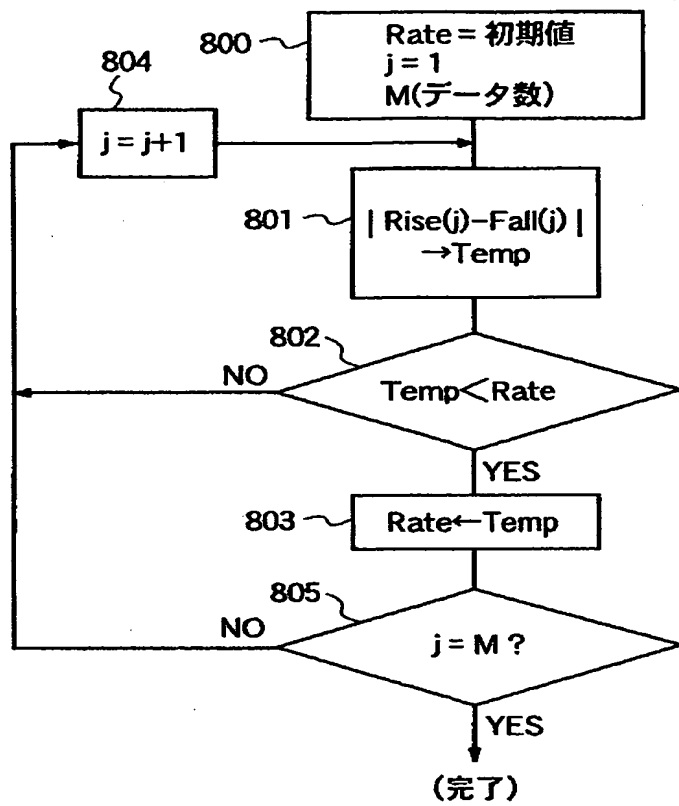 800
Rate = 初期値
j = 1
M(データ数)
804
j = j+1
801
| Rise(j)-Fall(j) |
→Temp
802
NO
Temp<Rate
YES
803
Rate←Temp
805
NO
j = M ?
YES
(完了)